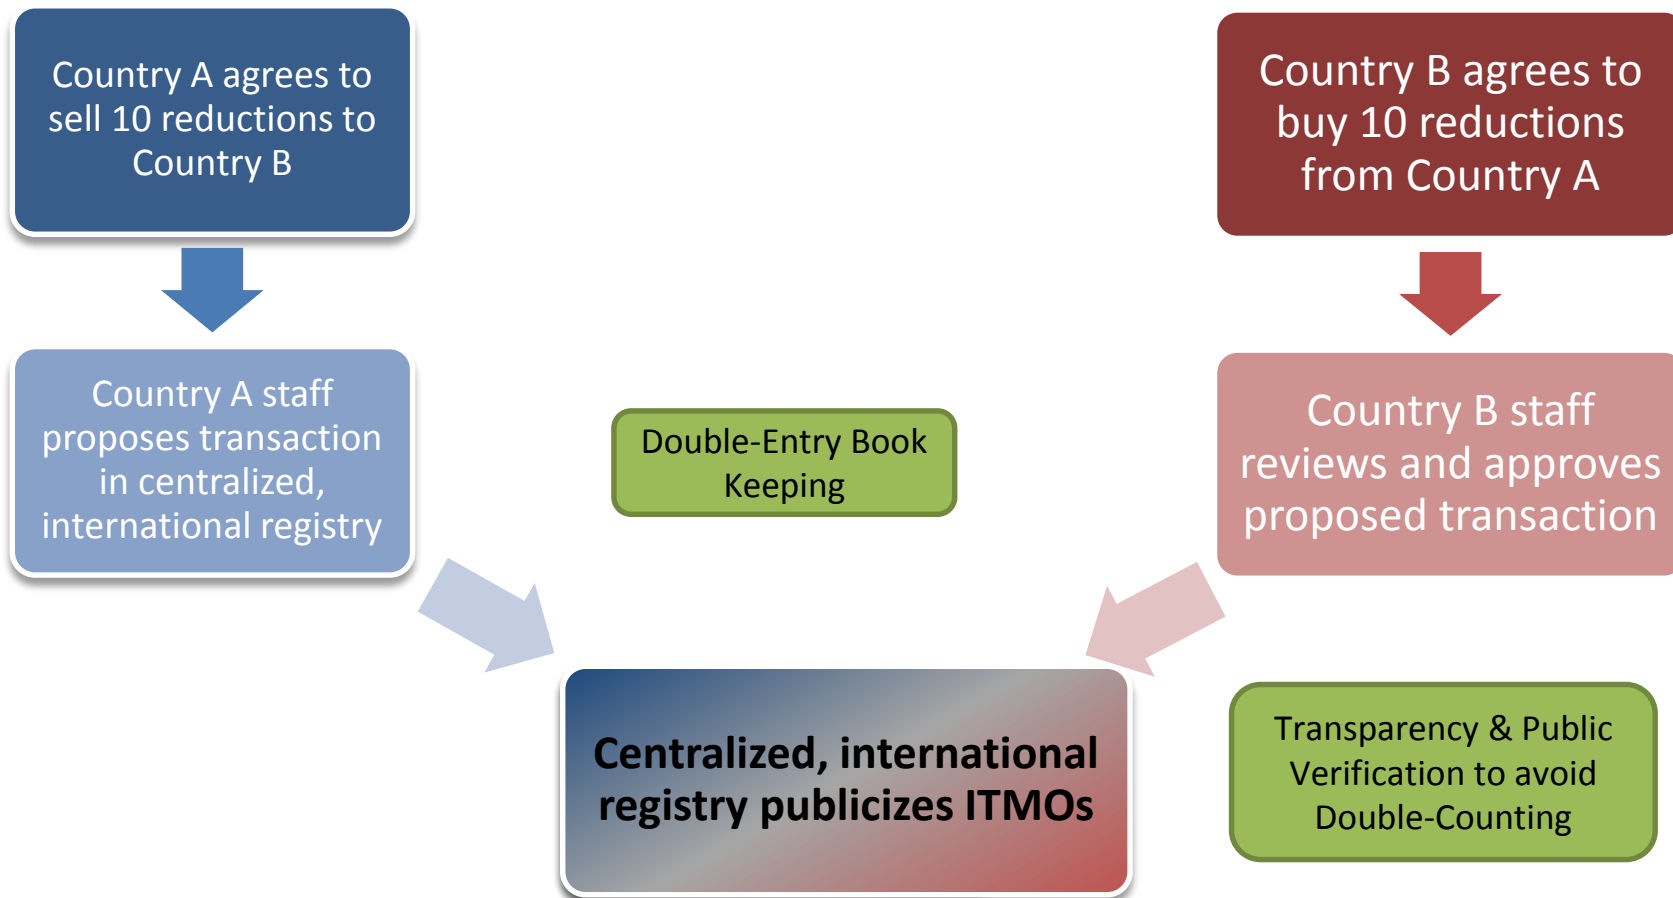 Country A agrees to
sell 10 reductions to
Country B
Country B agrees to
buy 10 reductions
from Country A
Country A staff
proposes transaction
in centralized,
international registry
Double-Entry Book
Keeping
Country B staff
reviews and approves
proposed transaction
Centralized, international
registry publicizes ITMOs
Transparency & Public
Verification to avoid
Double-Counting